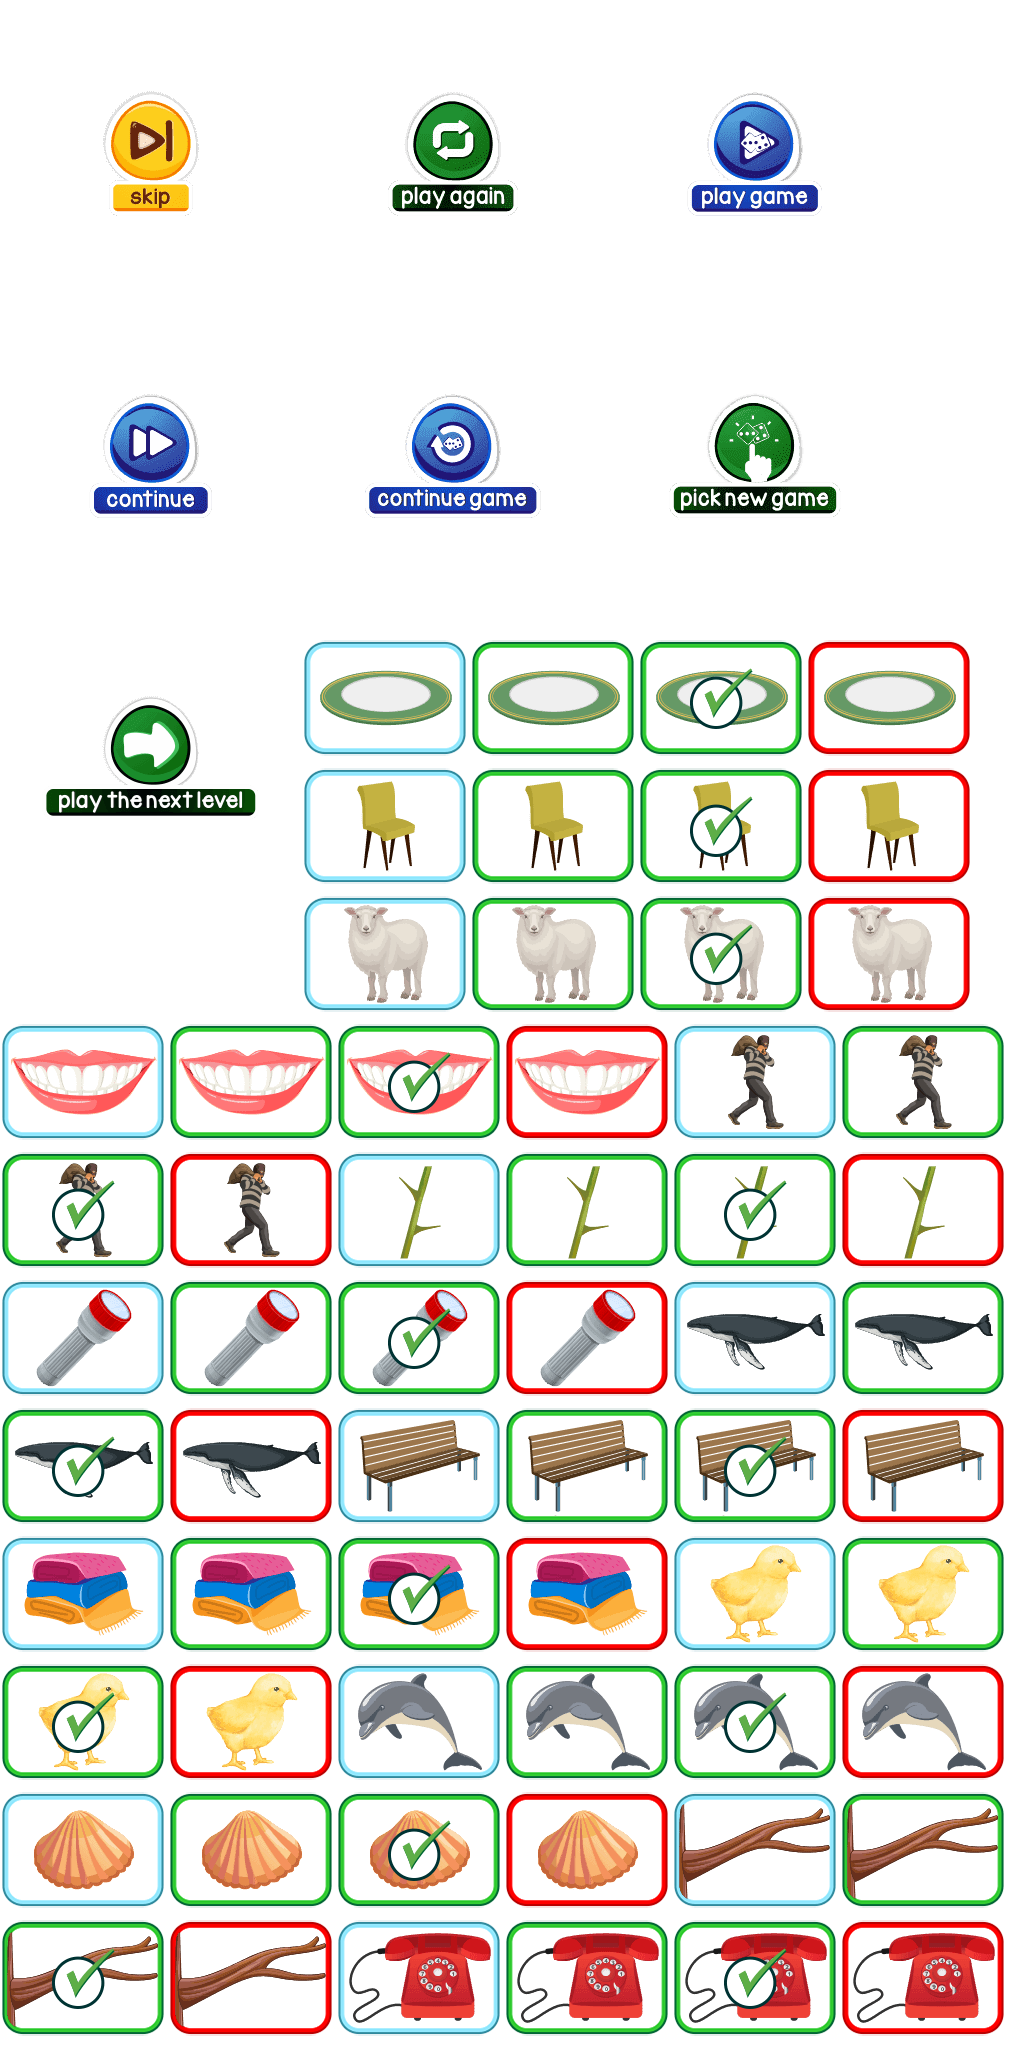 skip
play again
play game
continue
continue game
pick new game
play the next level